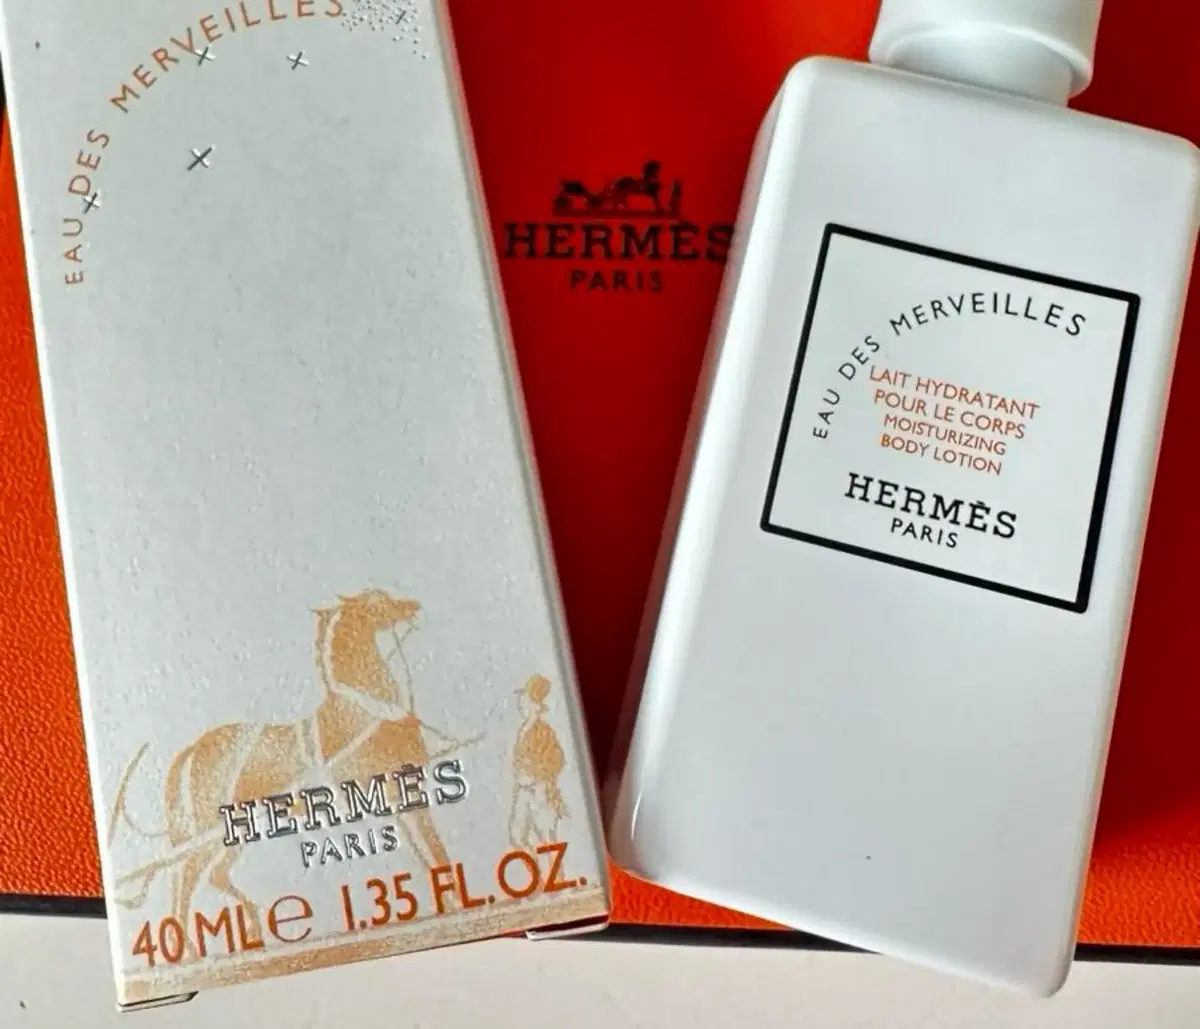 EAU DES MERVEILLES
HERMÈS
PARIS
40 ML e 1.35 FL. OZ.
HERMÈS
PARIS
EAU DES MERVEILLES
LAIT HYDRATANT
POUR LE CORPS
MOISTURIZING
BODY LOTION
HERMÈS
PARIS